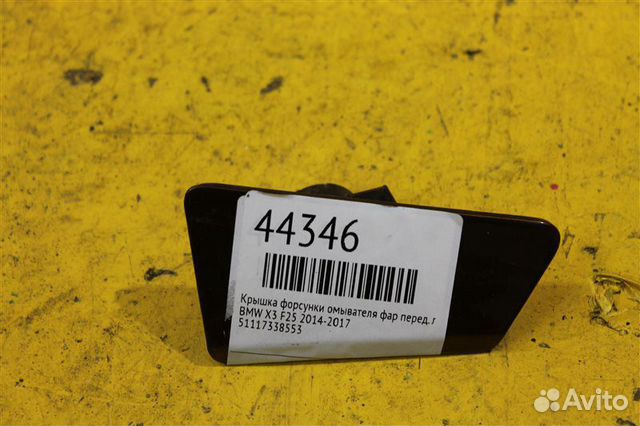 44346
Крышка форсунки омывателя фар перед. г
BMW X3 F25 2014-2017
51117338553
Avito